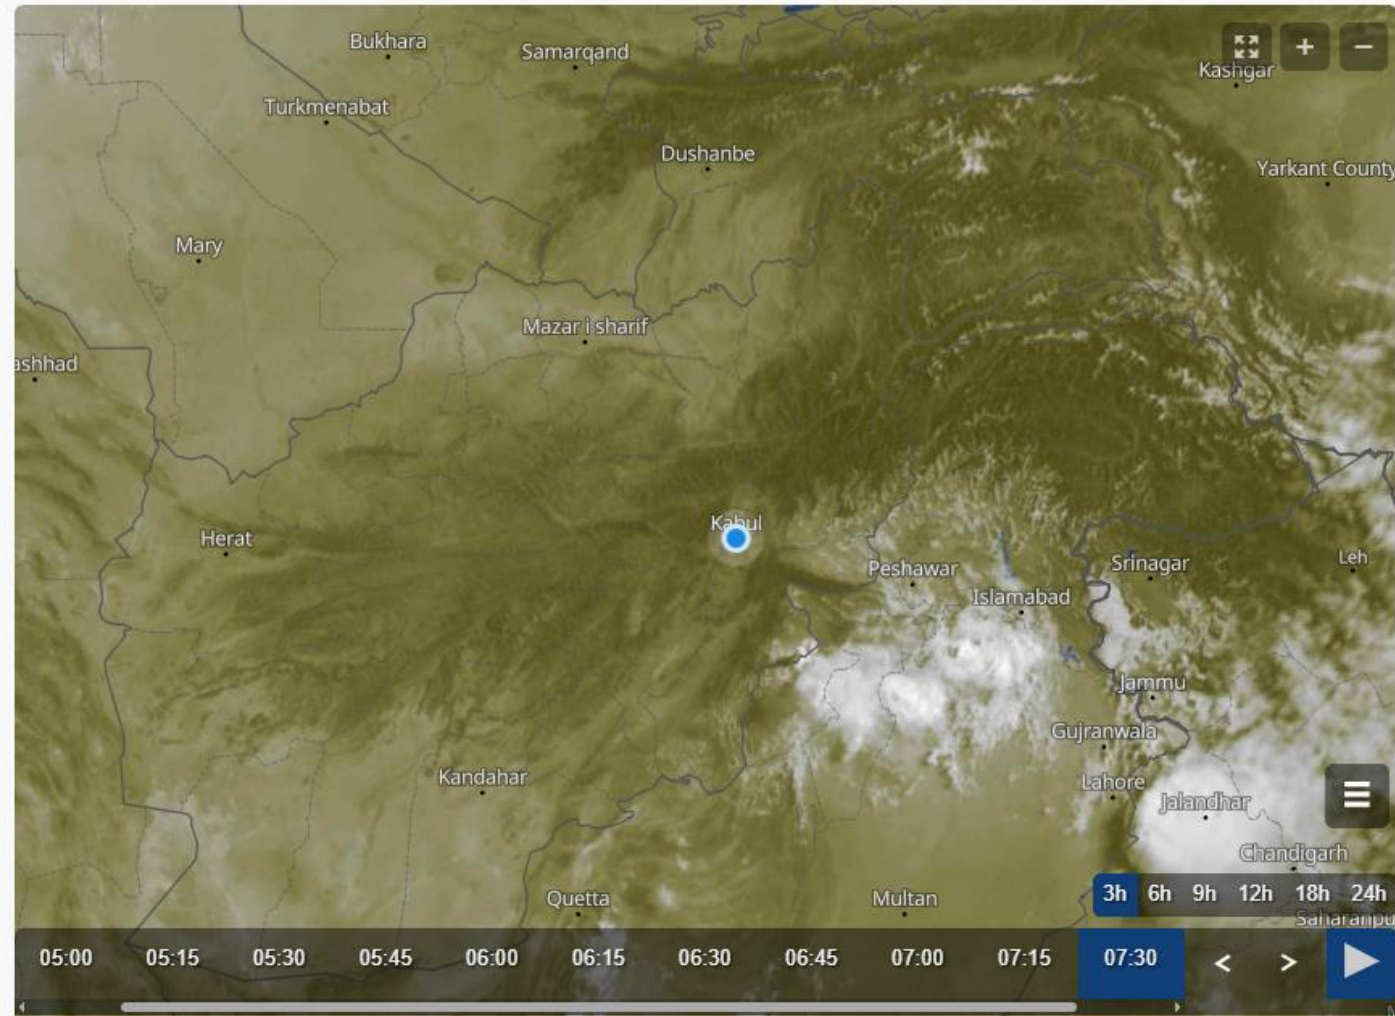 Bukhara
Samarqand
Kashgar
Turkmenabat
Dushanbe
Yarkant County
Mary
Mazar i sharif
ashhad
Kabul
Herat
Peshawar
Srinagar
Leh
Islamabad
Jammu
Gujranwala
Kandahar
Lahore
Jalandhar
Chandigarh
3h 6h 9h 12h 18h 24h
Quetta
Multan
Saharanpu
05:00 05:15 05:30 05:45 06:00 06:15 06:30 06:45 07:00 07:15 07:30 < >